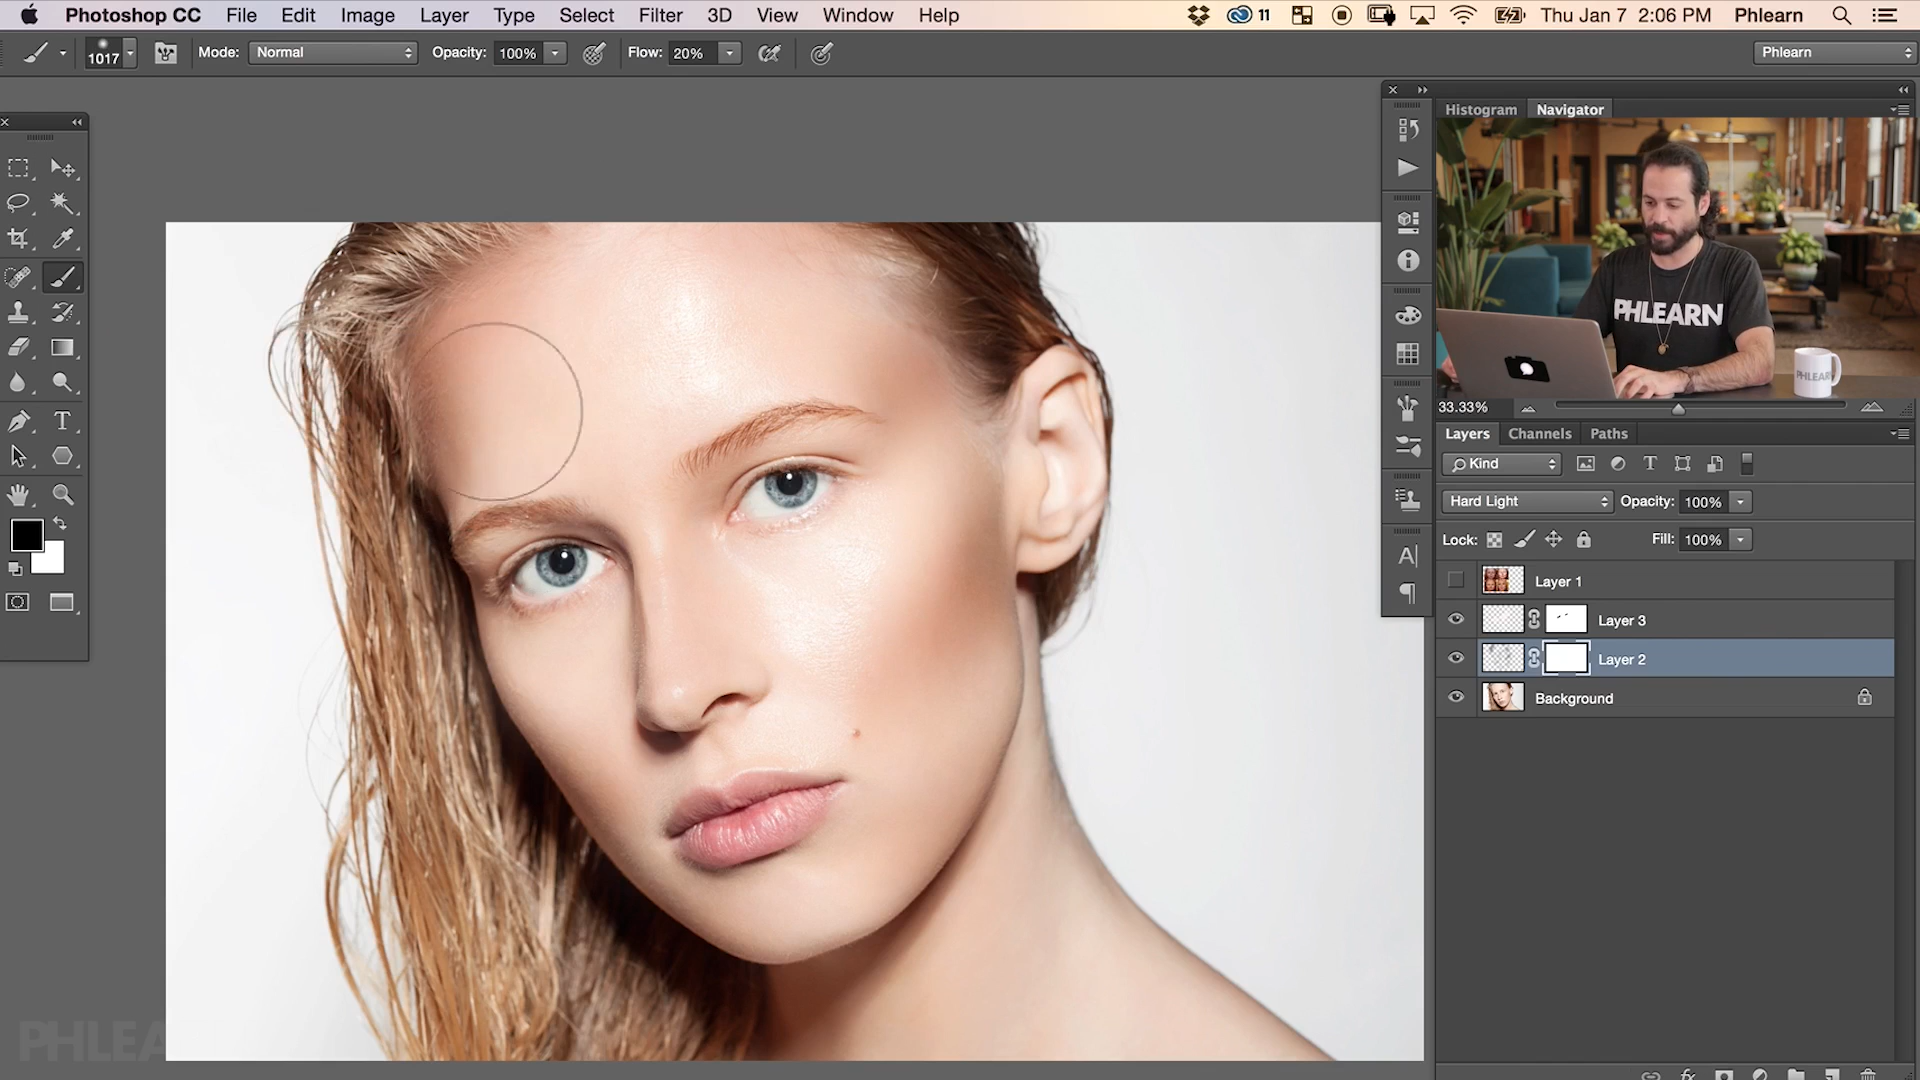 Photoshop CC File Edit Image Layer Type Select Filter 3D View Window Help 11 Thu Jan 7 2:06 PM Phlearn
1017 Mode: Normal Opacity: 100% Flow: 20% Phlearn
Histogram Navigator
PHLEARN
PHLEARN
33.33%
Layers Channels Paths
Kind
Hard Light Opacity: 100%
Lock: Fill: 100%
Layer 1
Layer 3
Layer 2
Background
PHLEA